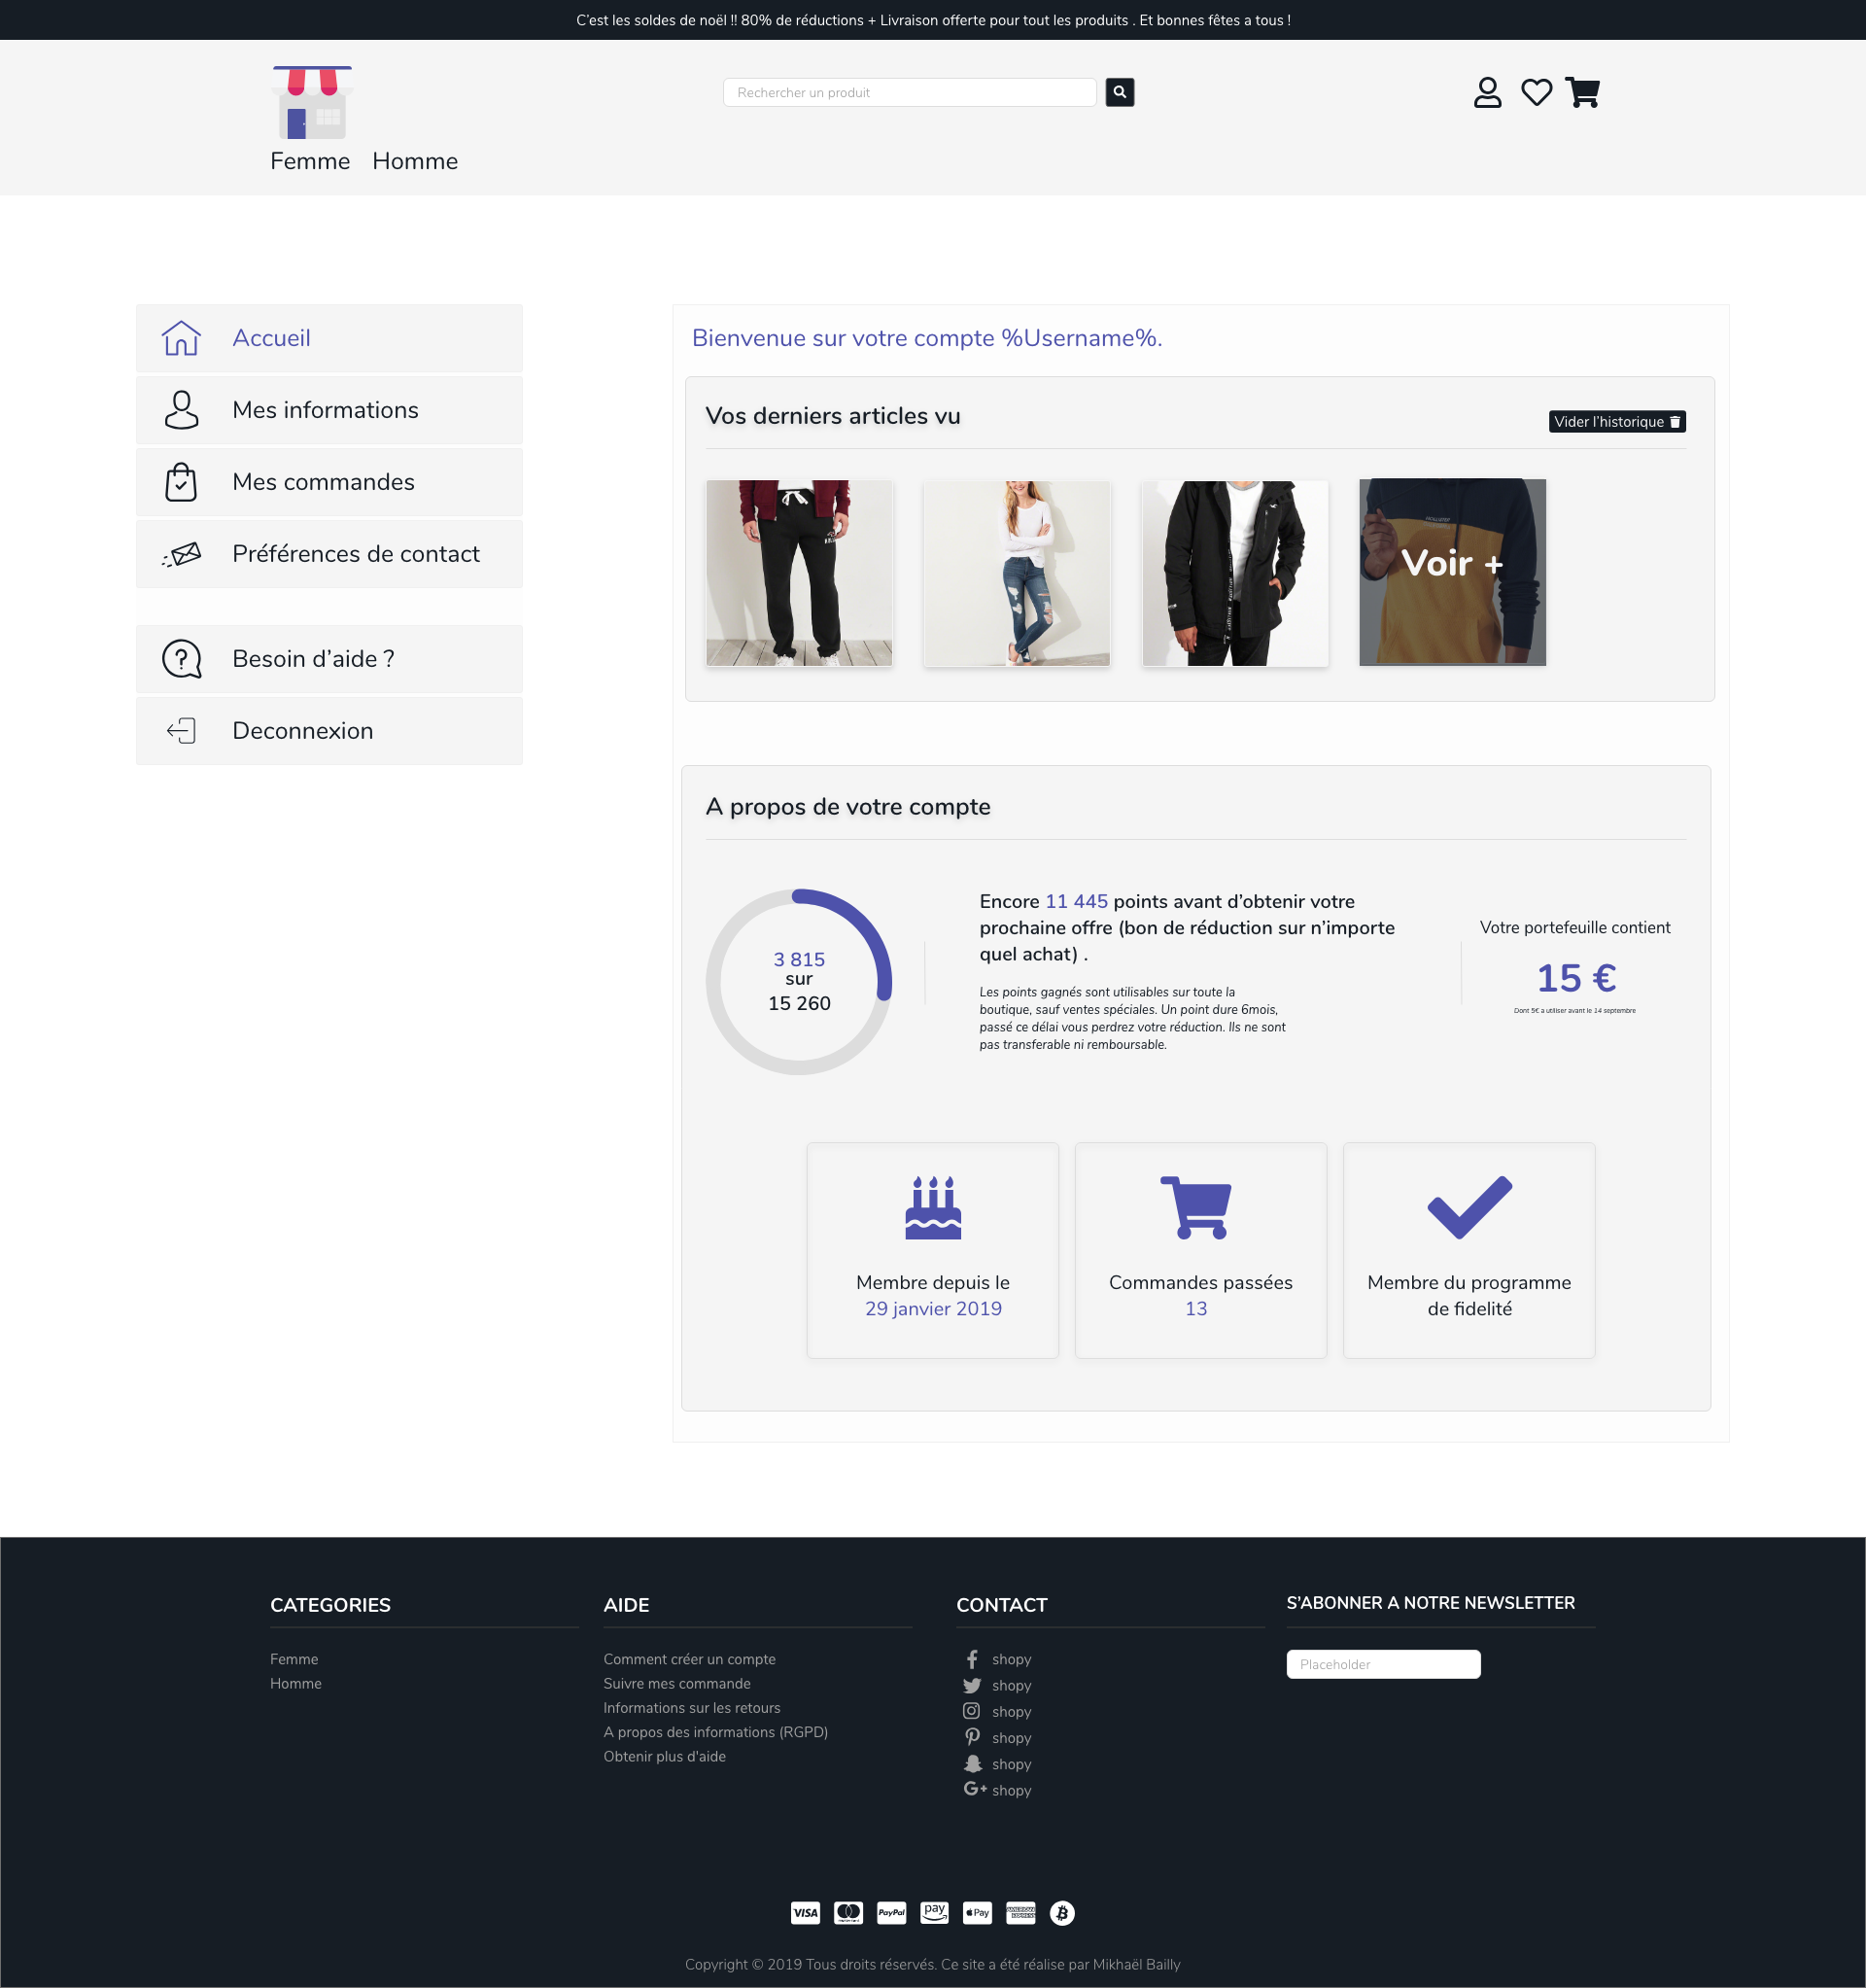 C'est les soldes de noël !! 80% de réductions + Livraison offerte pour tout les produits . Et bonnes fêtes a tous !
Rechercher un produit
Femme Homme
Accueil
Mes informations
Mes commandes
Préférences de contact
Besoin d'aide ?
Deconnexion
Bienvenue sur votre compte %Username%.
Vos derniers articles vu
Vider l'historique
Voir +
A propos de votre compte
3 815
sur
15 260
Encore 11 445 points avant d'obtenir votre
prochaine offre (bon de réduction sur n'importe
quel achat) .
Les points gagnés sont utilisables sur toute la
boutique, sauf ventes spéciales. Un point dure 6mois,
passé ce délai vous perdrez votre réduction. Ils ne sont
pas transferable ni remboursable.
Votre portefeuille contient
15 €
Dont 5€ a utiliser avant le 14 septembre
Membre depuis le
29 janvier 2019
Commandes passées
13
Membre du programme
de fidelité
CATEGORIES
Femme
Homme
AIDE
Comment créer un compte
Suivre mes commande
Informations sur les retours
A propos des informations (RGPD)
Obtenir plus d'aide
CONTACT
shopy
shopy
shopy
shopy
shopy
G+ shopy
S'ABONNER A NOTRE NEWSLETTER
Placeholder
VISA mastercard PayPal pay Pay AMERICAN EXPRESS
Copyright © 2019 Tous droits réservés. Ce site a été réalise par Mikhaël Bailly